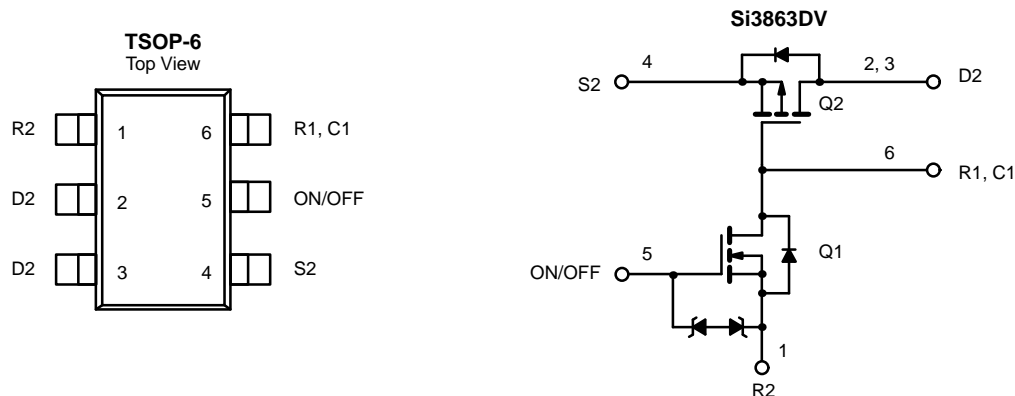 TSOP-6
Top View
R2 1 6 R1, C1
D2 2 5 ON/OFF
D2 3 4 S2
Si3863DV
4 2, 3
S2 D2
Q2
6
R1, C1
5 Q1
ON/OFF
1
R2